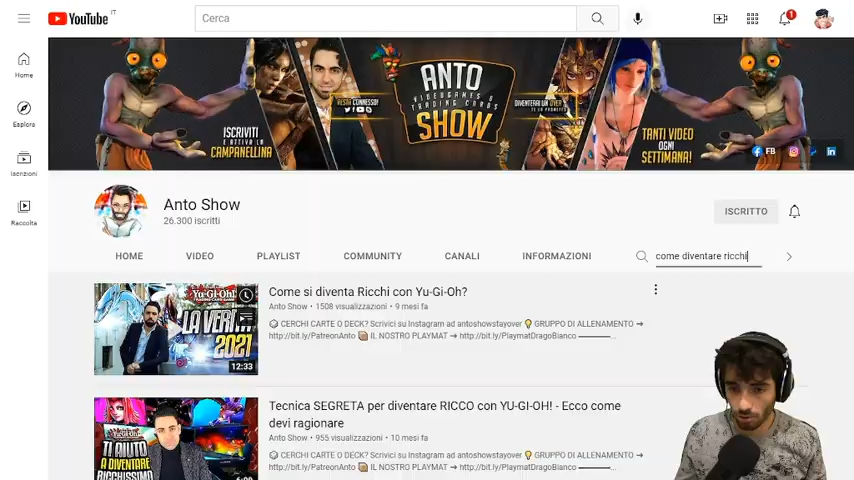 YouTube IT
Cerca
1
Home
Esplora
Iscrizioni
Raccolta
ISCRIVITI
E ATTIVA LA
CAMPANELLINA
RESTA CONNESSO!
ANTO
VIDEOGAMES &
TRADING CARDS
SHOW
DIVENTERAI UN OVER
TANTI VIDEO
OGNI
SETTIMANA!
FB
Anto Show
26.300 iscritti
ISCRITTO
HOME
VIDEO
PLAYLIST
COMMUNITY
CANALI
INFORMAZIONI
come diventare ricchi
Yu-Gi-Oh!
LA VERI
2021
12:33
Come si diventa Ricchi con Yu-Gi-Oh?
Anto Show • 1508 visualizzazioni • 9 mesi fa
CERCHI CARTE O DECK? Scrivici su Instagram ad antoshowstayover 💡 GRUPPO DI ALLENAMENTO ➔
http://bit.ly/PatreonAnto IL NOSTRO PLAYMAT ➔ http://bit.ly/PlaymatDragoBianco ————...
TI AIUTO
A DIVENTARE
RICCHISSIMO
Tecnica SEGRETA per diventare RICCO con YU-GI-OH! - Ecco come
devi ragionare
Anto Show • 955 visualizzazioni • 10 mesi fa
CERCHI CARTE O DECK? Scrivici su Instagram ad antoshowstayover 💡 GRUPPO DI ALLENAMENTO ➔
http://bit.ly/PatreonAnto IL NOSTRO PLAYMAT ➔ http://bit.ly/PlaymatDragoBianco ————...